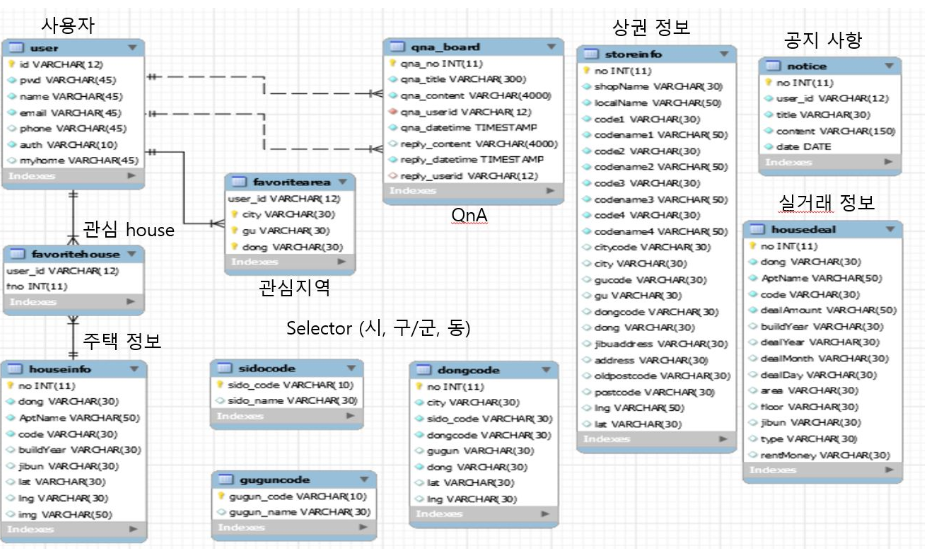 사용자
user
id VARCHAR(12)
pwd VARCHAR(45)
name VARCHAR(45)
email VARCHAR(45)
phone VARCHAR(45)
auth VARCHAR(10)
myhome VARCHAR(45)
Indexes
qna_board
qna_no INT(11)
qna_title VARCHAR(300)
qna_content VARCHAR(4000)
qna_userid VARCHAR(12)
qna_datetime TIMESTAMP
reply_content VARCHAR(4000)
reply_datetime TIMESTAMP
reply_userid VARCHAR(12)
Indexes
QnA
상권 정보
storeinfo
no INT(11)
shopName VARCHAR(30)
localName VARCHAR(50)
code1 VARCHAR(30)
codename1 VARCHAR(50)
code2 VARCHAR(30)
codename2 VARCHAR(50)
code3 VARCHAR(30)
codename3 VARCHAR(50)
code4 VARCHAR(30)
codename4 VARCHAR(50)
citycode VARCHAR(30)
city VARCHAR(30)
gucode VARCHAR(30)
gu VARCHAR(30)
dongcode VARCHAR(30)
dong VARCHAR(30)
jibuaddress VARCHAR(30)
address VARCHAR(30)
oldpostcode VARCHAR(30)
postcode VARCHAR(30)
lng VARCHAR(50)
lat VARCHAR(30)
Indexes
공지 사항
notice
no INT(11)
user_id VARCHAR(12)
title VARCHAR(30)
content VARCHAR(150)
date DATE
Indexes
favoritearea
user_id VARCHAR(12)
city VARCHAR(30)
gu VARCHAR(30)
dong VARCHAR(30)
Indexes
관심지역
관심 house
favoritehouse
user_id VARCHAR(12)
fno INT(11)
Indexes
실거래 정보
housedeal
no INT(11)
dong VARCHAR(30)
AptName VARCHAR(50)
code VARCHAR(30)
dealAmount VARCHAR(50)
buildYear VARCHAR(30)
dealYear VARCHAR(30)
dealMonth VARCHAR(30)
dealDay VARCHAR(30)
area VARCHAR(30)
floor VARCHAR(30)
jibun VARCHAR(30)
type VARCHAR(30)
rentMoney VARCHAR(30)
Indexes
주택 정보
houseinfo
no INT(11)
dong VARCHAR(30)
AptName VARCHAR(50)
code VARCHAR(30)
buildYear VARCHAR(30)
jibun VARCHAR(30)
lat VARCHAR(30)
lng VARCHAR(30)
img VARCHAR(50)
Indexes
Selector (시, 구/군, 동)
sidocode
sido_code VARCHAR(10)
sido_name VARCHAR(30)
Indexes
guguncode
gugun_code VARCHAR(10)
gugun_name VARCHAR(30)
Indexes
dongcode
no INT(11)
city VARCHAR(30)
sido_code VARCHAR(30)
dongcode VARCHAR(30)
gugun VARCHAR(30)
dong VARCHAR(30)
lat VARCHAR(30)
lng VARCHAR(30)
Indexes